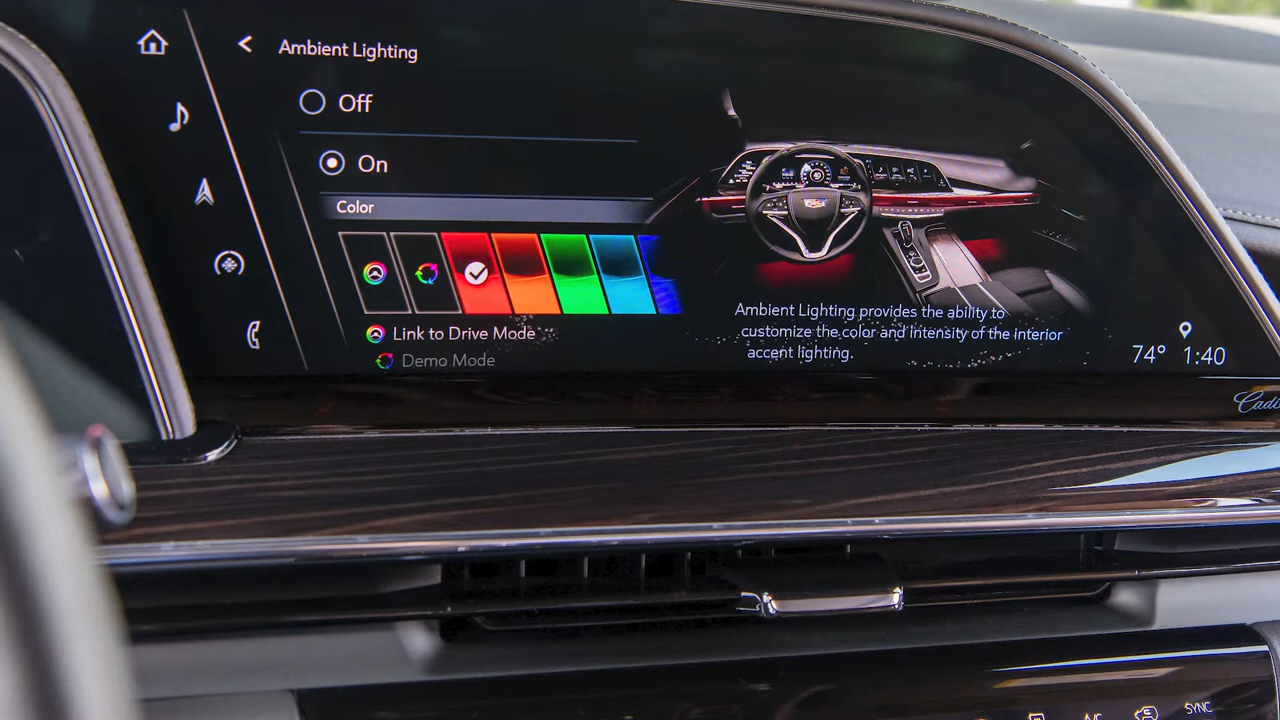 Ambient Lighting
Off
On
Color
Link to Drive Mode
Demo Mode
Ambient Lighting provides the ability to
customize the color and intensity of the interior
accent lighting.
74° 1:40
SYNC